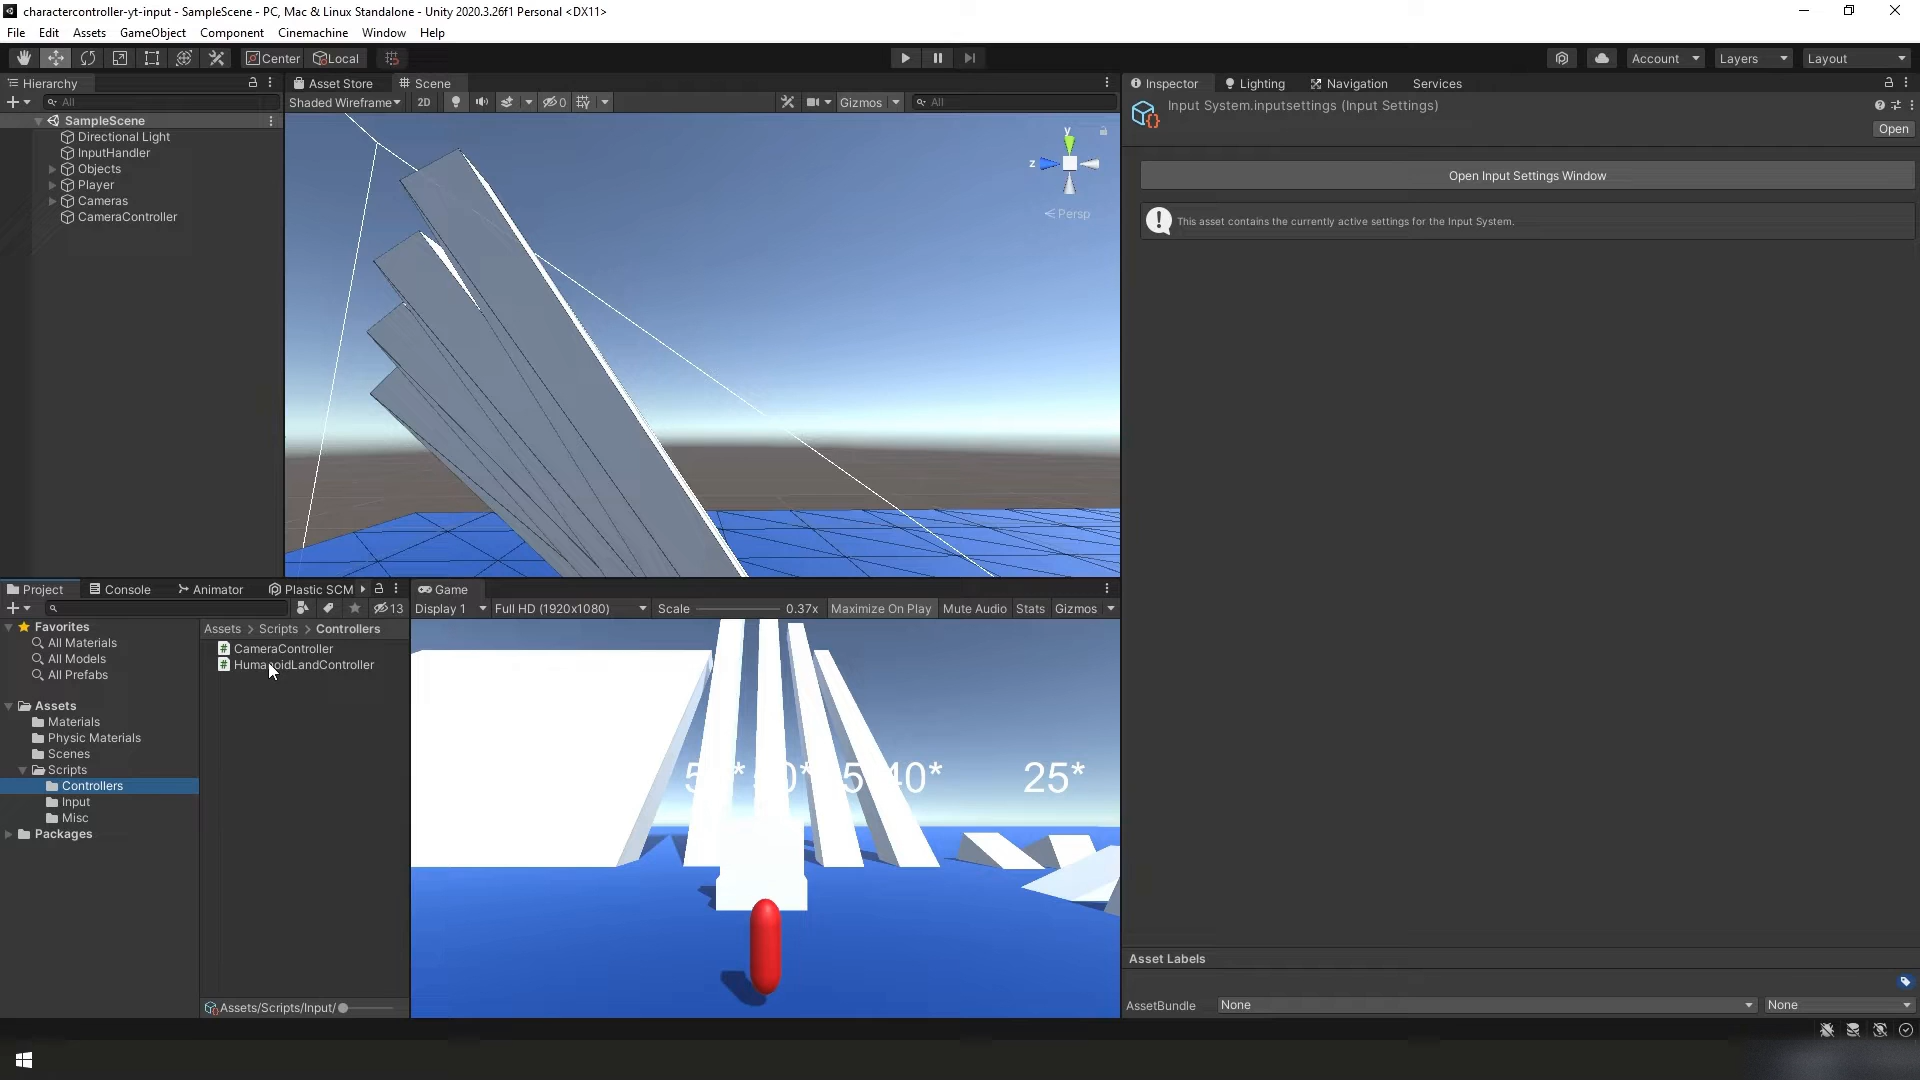 charactercontroller-yt-input - SampleScene - PC, Mac & Linux Standalone - Unity 2020.3.26f1 Personal <DX11>
File Edit Assets GameObject Component Cinemachine Window Help
Center Local Account Layers Layout
Hierarchy
All
SampleScene
Directional Light
InputHandler
Objects
Player
Cameras
CameraController
Asset Store Scene
Shaded Wireframe 2D 0 Gizmos All
y
z
Persp
Inspector Lighting Navigation Services
Input System.inputsettings (Input Settings)
Open
Open Input Settings Window
This asset contains the currently active settings for the Input System.
Project Console Animator Plastic SCM
13
Favorites
All Materials
All Models
All Prefabs
Assets
Materials
Physic Materials
Scenes
Scripts
Controllers
Input
Misc
Packages
Assets > Scripts > Controllers
CameraController
HumanoidLandController
Assets/Scripts/Input/
Game
Display 1 Full HD (1920x1080) Scale 0.37x Maximize On Play Mute Audio Stats Gizmos
40* 25*
Asset Labels
AssetBundle None None